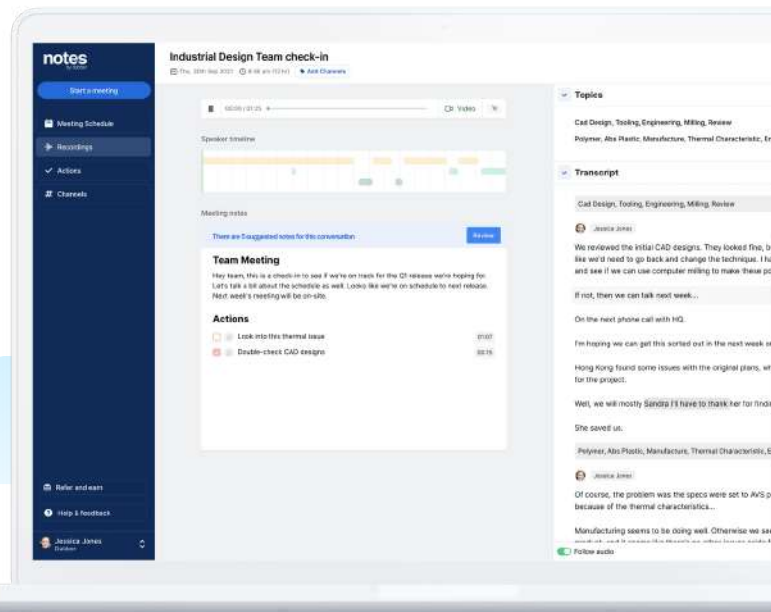 notes
Start a meeting
Meeting Schedule
Recordings
Actions
Channels
Refer and earn
Help & feedback
Jessica Jones
Industrial Design Team check-in
Add Channels
Video
Speaker timeline
Meeting notes
There are 5 suggested notes for this conversation
Review
Team Meeting
Hey team, this is a check-in to see if we're on track for the Q1 release we're hoping for.
Let's talk a bit about the schedule as well. Looks like we're on schedule to next release.
Next week's meeting will be on-site.
Actions
Look into this thermal issue
01:07
Double-check CAD designs
00:15
Topics
Cad Design, Tooling, Engineering, Milling, Review
Polymer, Abs Plastic, Manufacture, Thermal Characteristic,
Transcript
Cad Design, Tooling, Engineering, Milling, Review
Jessica Jones
We reviewed the initial CAD designs. They looked fine,
like we'd need to go back and change the technique. I
and see if we can use computer milling to make these
If not, then we can talk next week...
On the next phone call with HQ.
I'm hoping we can get this sorted out in the next week
Hong Kong found some issues with the original plans,
for the project.
Well, we will mostly Sandra I'll have to thank her for
She saved us.
Polymer, Abs Plastic, Manufacture, Thermal Characteristic,
Jessica Jones
Of course, the problem was the specs were set to AVS
because of the thermal characteristics...
Manufacturing seems to be doing well. Otherwise we
Follow audio